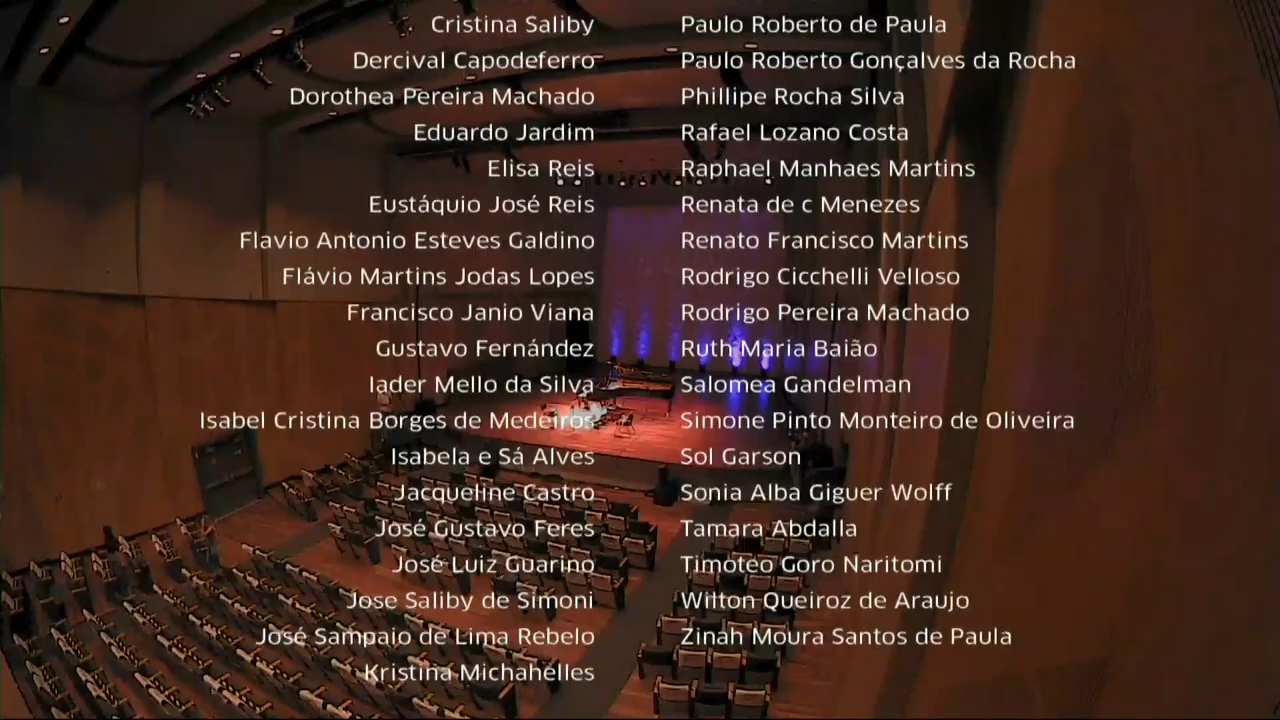 Cristina Saliby
Dercival Capodeferro
Dorothea Pereira Machado
Eduardo Jardim
Elisa Reis
Eustáquio José Reis
Flavio Antonio Esteves Galdino
Flávio Martins Jodas Lopes
Francisco Janio Viana
Gustavo Fernández
Iader Mello da Silva
Isabel Cristina Borges de Medeiros
Isabela e Sá Alves
Jacqueline Castro
José Gustavo Feres
José Luiz Guarino
Jose Saliby de Simoni
José Sampaio de Lima Rebelo
Kristina Michahelles
Paulo Roberto de Paula
Paulo Roberto Gonçalves da Rocha
Phillipe Rocha Silva
Rafael Lozano Costa
Raphael Manhaes Martins
Renata de c Menezes
Renato Francisco Martins
Rodrigo Cicchelli Velloso
Rodrigo Pereira Machado
Ruth Maria Baião
Salomea Gandelman
Simone Pinto Monteiro de Oliveira
Sol Garson
Sonia Alba Giguer Wolff
Tamara Abdalla
Timoteo Goro Naritomi
Wilton Queiroz de Araujo
Zinah Moura Santos de Paula